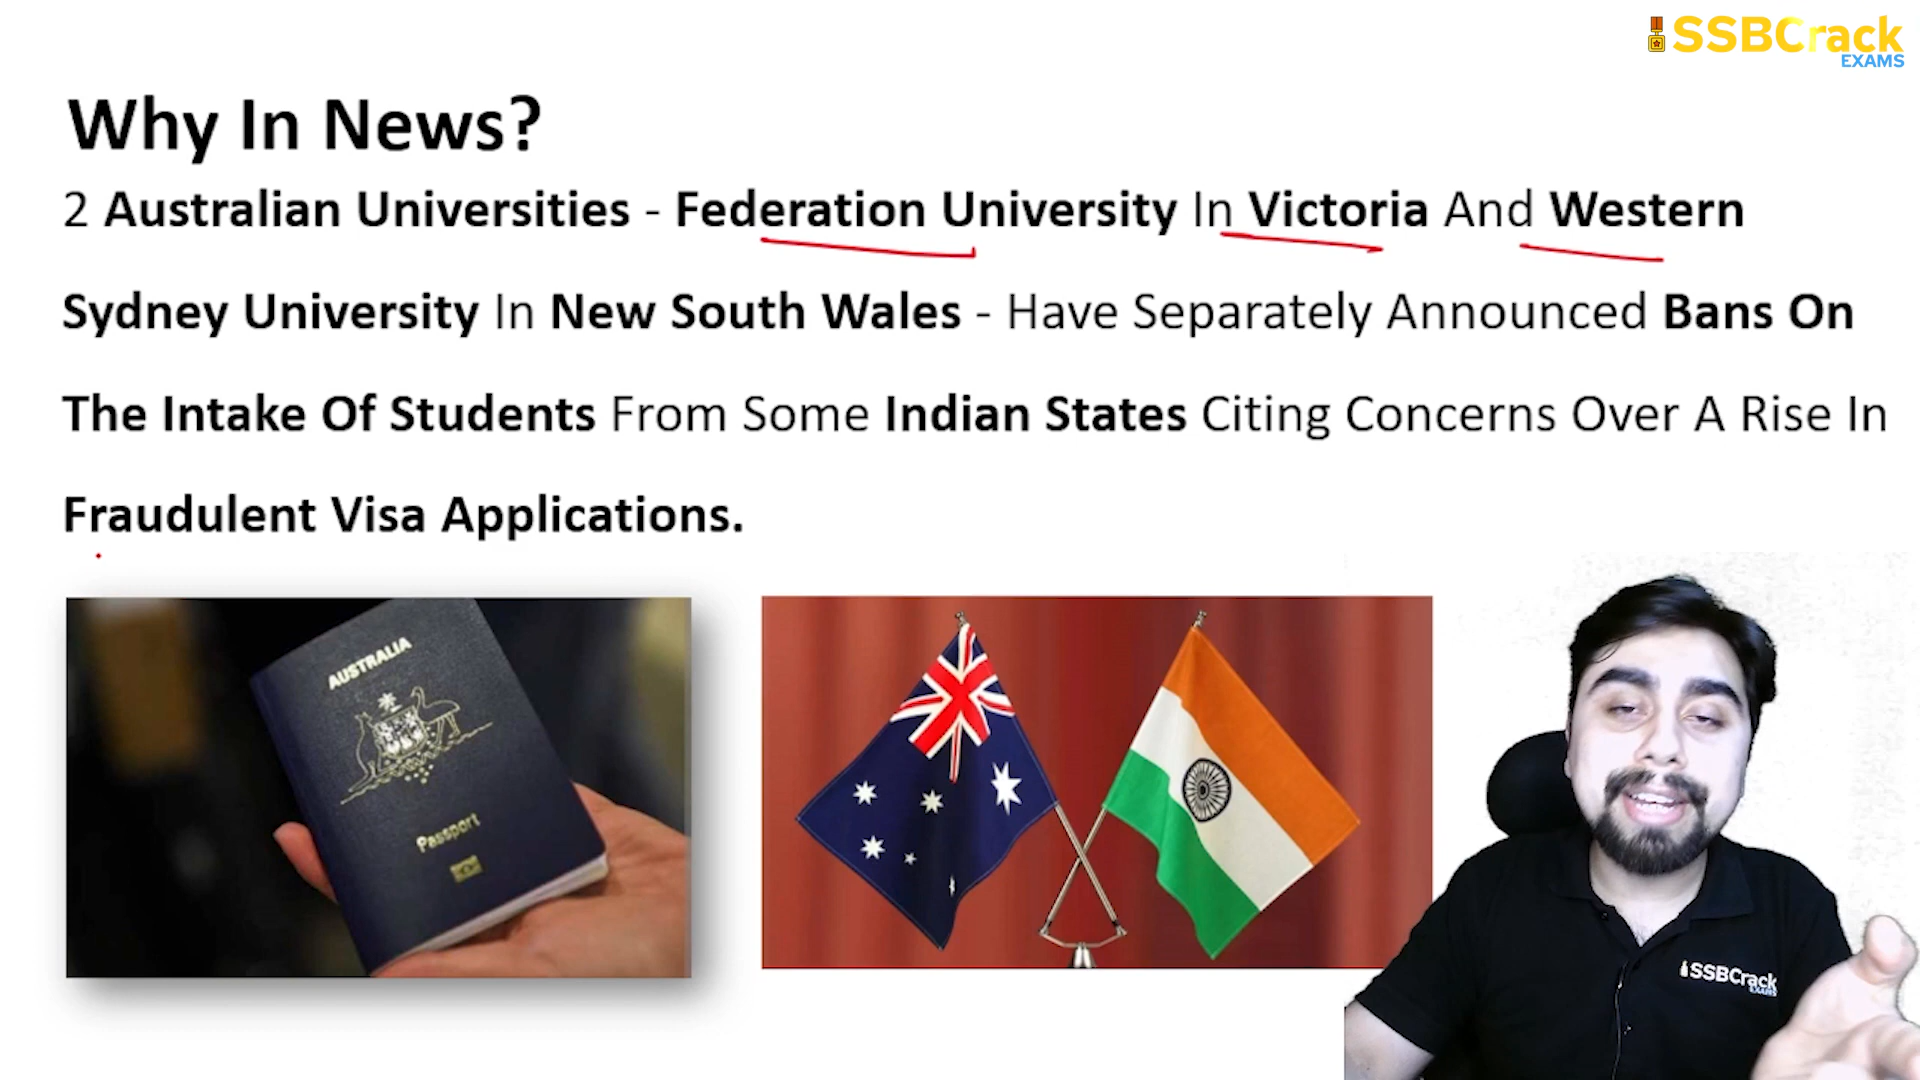 SSBCrack
EXAMS
Why In News?
2 Australian Universities - Federation University In Victoria And Western
Sydney University In New South Wales - Have Separately Announced Bans On
The Intake Of Students From Some Indian States Citing Concerns Over A Rise In
Fraudulent Visa Applications.
AUSTRALIA
Passport
SSBCrack
EXAMS